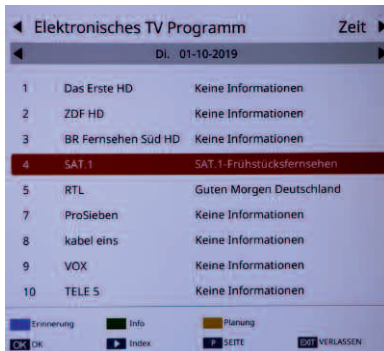 Elektronisches TV Programm Zeit
Di. 01-10-2019
1 Das Erste HD Keine Informationen
2 ZDF HD Keine Informationen
3 BR Fernsehen Süd HD Keine Informationen
4 SAT.1 SAT.1-Frühstücksfernsehen
5 RTL Guten Morgen Deutschland
7 ProSieben Keine Informationen
8 kabel eins Keine Informationen
9 VOX Keine Informationen
10 TELE 5 Keine Informationen
Erinnerung Info Planung
OK OK Index P SEITE EXIT VERLASSEN